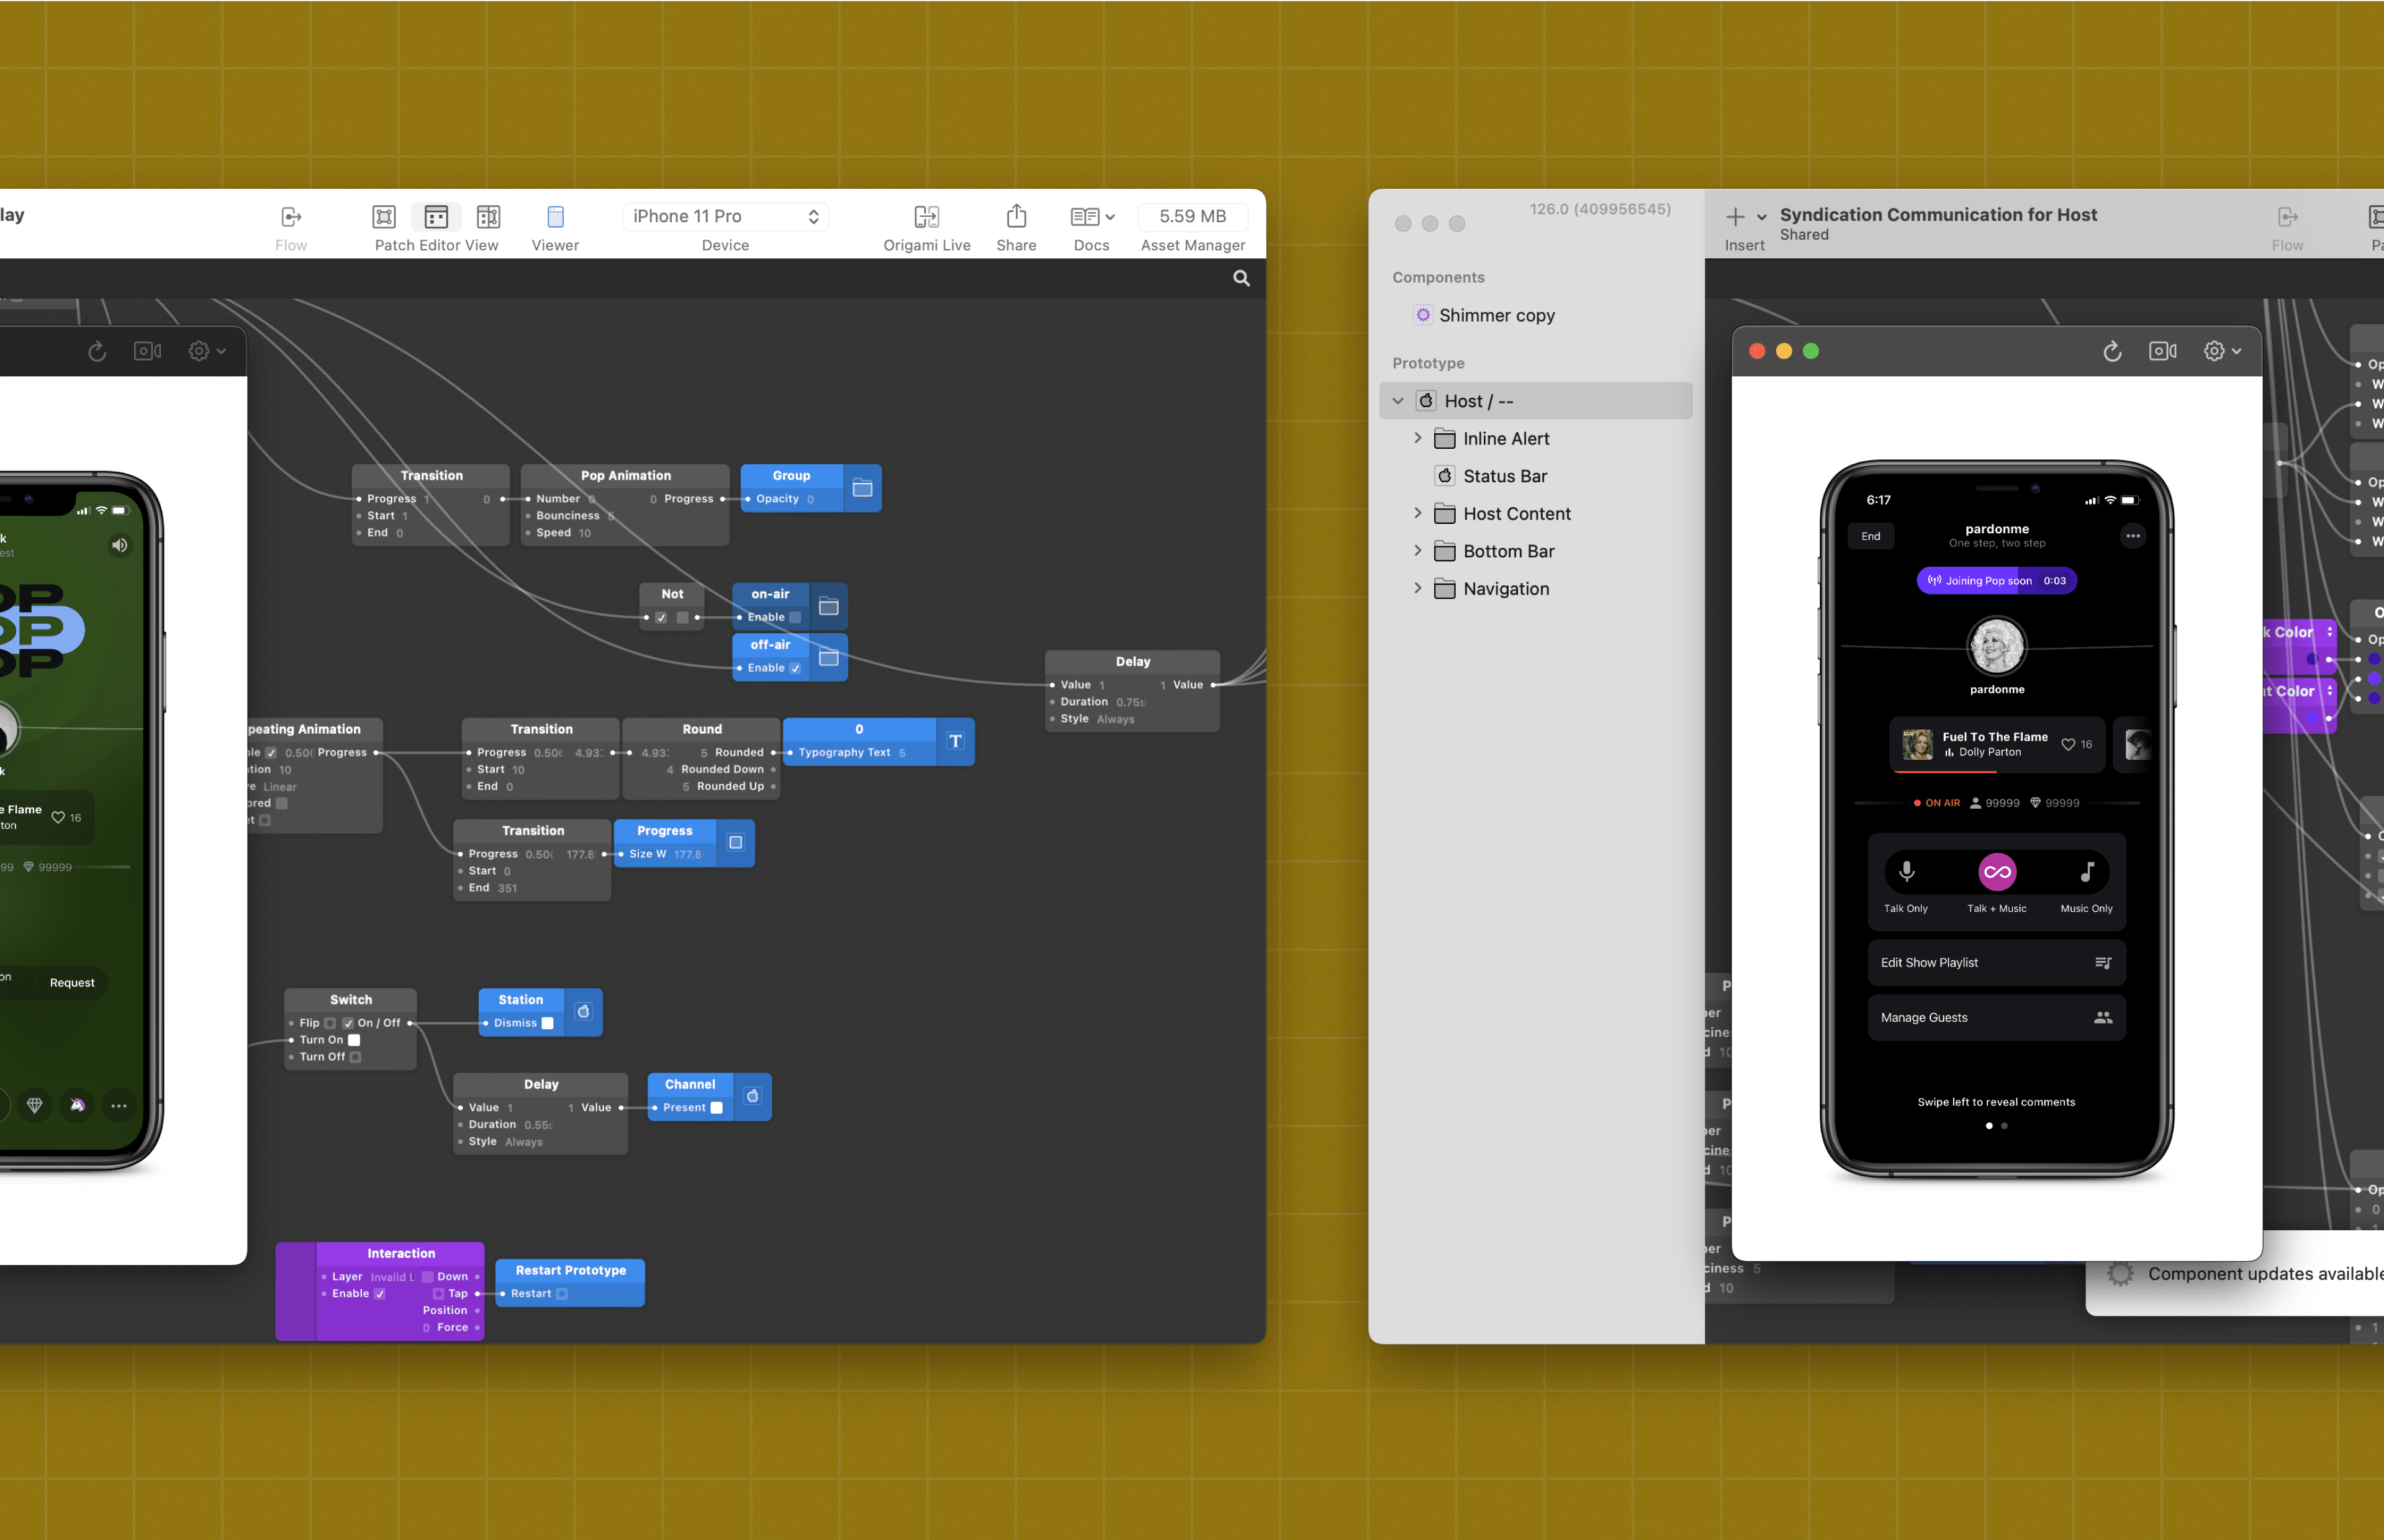 lay
Flow
Patch Editor View
Viewer
iPhone 11 Pro
Device
Origami Live
Share
Docs
5.59 MB
Asset Manager
k
est
OP
OP
OP
k
e Flame
ton
16
99 99999
on
Request
Transition
Progress 1 0
Start 1
End 0
Pop Animation
Number 0 0 Progress
Bounciness 5
Speed 10
Group
Opacity 0
Not
on-air
Enable
off-air
Enable
Delay
Value 1 1 Value
Duration 0.75s
Style Always
peating Animation
ble 0.50( Progress
ation 10
ve Linear
ored
et
Transition
Progress 0.50( 4.93:
Start 10
End 0
Round
4.93: 5 Rounded
4 Rounded Down
5 Rounded Up
0
Typography Text 5
Transition
Progress 0.50( 177.8
Start 0
End 351
Progress
Size W 177.8
Switch
Flip On / Off
Turn On
Turn Off
Station
Dismiss
Delay
Value 1 1 Value
Duration 0.55s
Style Always
Channel
Present
Interaction
Layer Invalid L Down
Enable Tap
Position
0 Force
Restart Prototype
Restart
126.0 (409956545)
Components
Shimmer copy
Prototype
Host / --
Inline Alert
Status Bar
Host Content
Bottom Bar
Navigation
Insert
Syndication Communication for Host
Shared
Flow
Pa
6:17
End
pardonme
One step, two step
Joining Pop soon 0:03
pardonme
Fuel To The Flame
Dolly Parton
16
ON AIR 99999 99999
Talk Only
Talk + Music
Music Only
Edit Show Playlist
Manage Guests
Swipe left to reveal comments
Op
W
W
W
Op
W
W
W
O
Op
k Color
t Color
P
er
cine
d 10
P
er
cine
d 10
P
er
ciness 5
d 10
Op
0
1
Component updates available
1